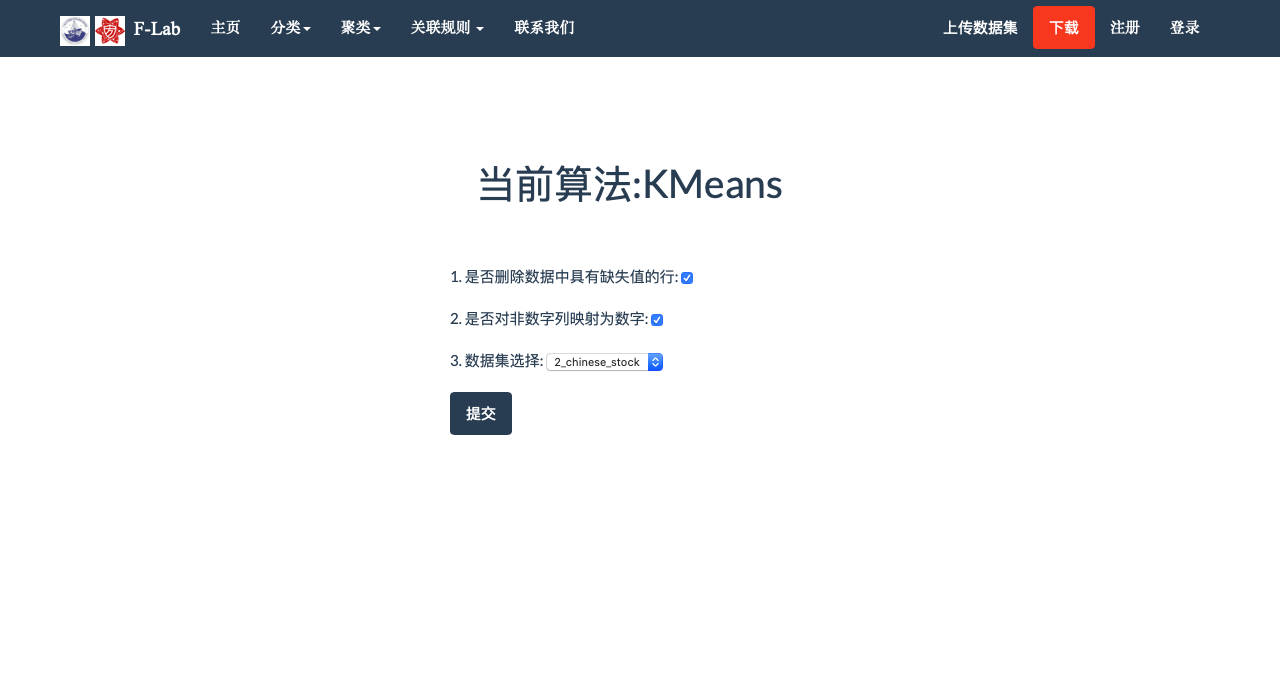 F-Lab 主页 分类 聚类 关联规则 联系我们 上传数据集 下载 注册 登录
当前算法:KMeans
1. 是否删除数据中具有缺失值的行:
2. 是否对非数字列映射为数字:
3. 数据集选择: 2_chinese_stock
提交